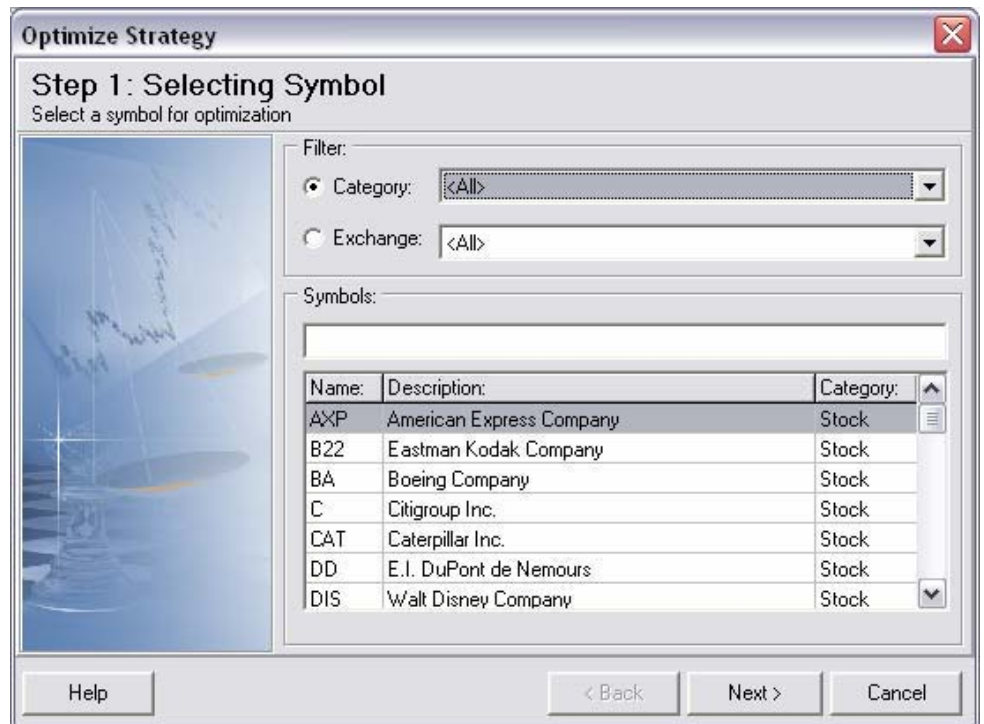 Optimize Strategy
Step 1: Selecting Symbol
Select a symbol for optimization
Filter:
Category: <All>
Exchange: <All>
Symbols:
Name: Description: Category:
AXP American Express Company Stock
B22 Eastman Kodak Company Stock
BA Boeing Company Stock
C Citigroup Inc. Stock
CAT Caterpillar Inc. Stock
DD E.I. DuPont de Nemours Stock
DIS Walt Disney Company Stock
Help < Back Next > Cancel